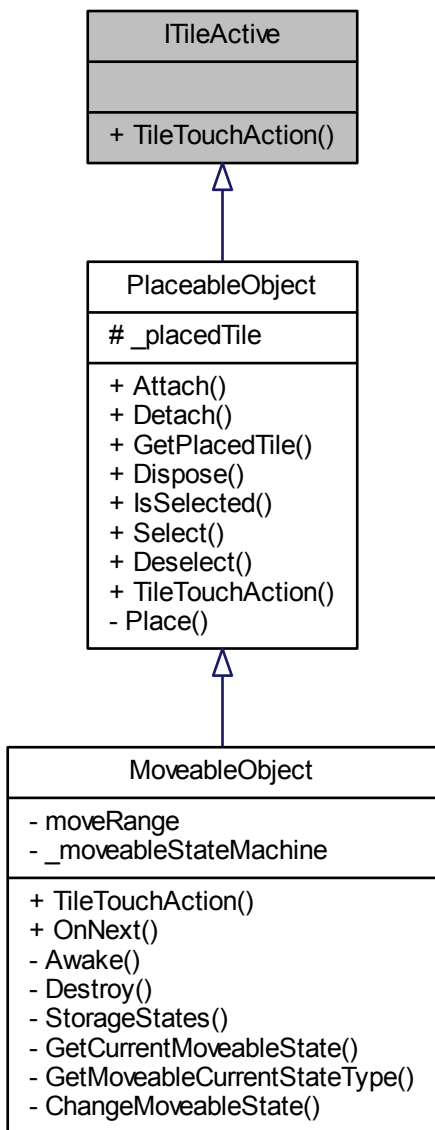 ITileActive
+ TileTouchAction()
PlaceableObject
# _placedTile
+ Attach()
+ Detach()
+ GetPlacedTile()
+ Dispose()
+ IsSelected()
+ Select()
+ Deselect()
+ TileTouchAction()
- Place()
MoveableObject
- moveRange
- _moveableStateMachine
+ TileTouchAction()
+ OnNext()
- Awake()
- Destroy()
- StorageStates()
- GetCurrentMoveableState()
- GetMoveableCurrentStateType()
- ChangeMoveableState()